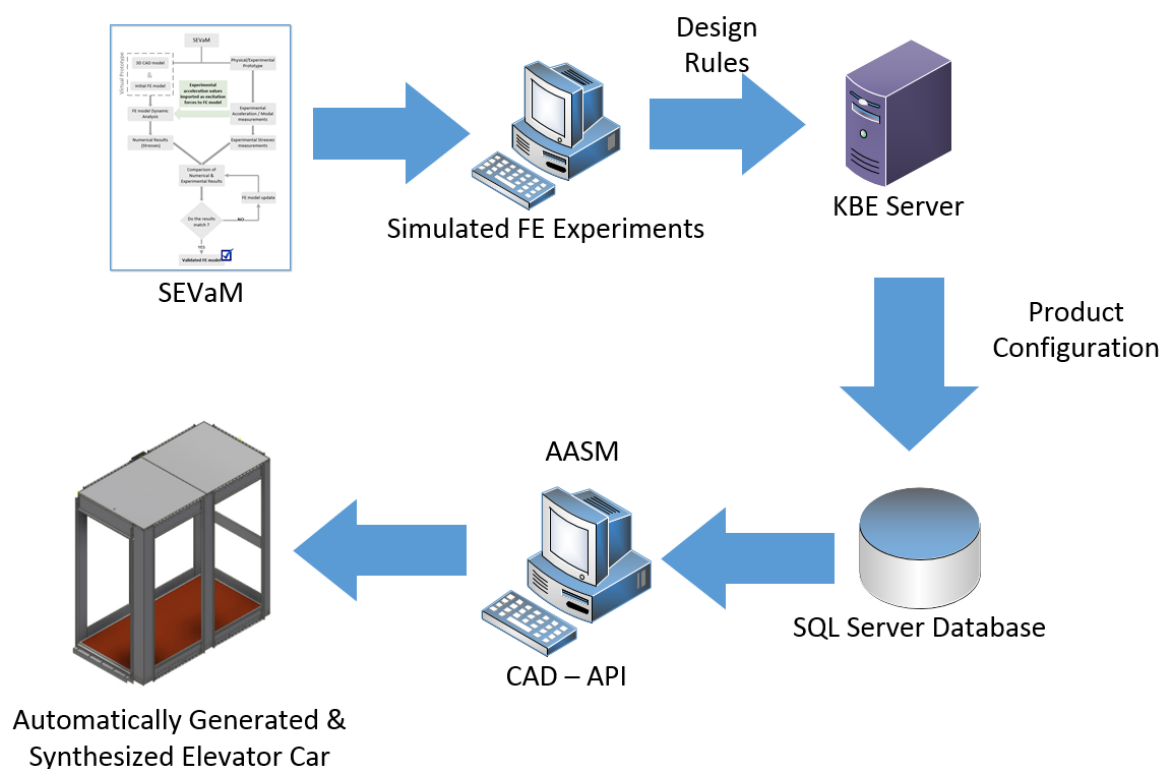 SEVaM
Virtual Prototype
3D CAD model
Initial FE model
Physical/Experimental
Prototype
Experimental
acceleration values
imported as excitation
forces to FE model
FE model Dynamic
Analysis
Experimental
Acceleration / Modal
measurements
Numerical Results
(Stresses)
Experimental Stresses
measurements
Comparison of
Numerical &
Experimental Results
FE model update
Do the results
match ?
NO
YES
Validated FE model
SEVaM
Simulated FE Experiments
Design
Rules
KBE Server
Product
Configuration
SQL Server Database
AASM
CAD – API
Automatically Generated &
Synthesized Elevator Car